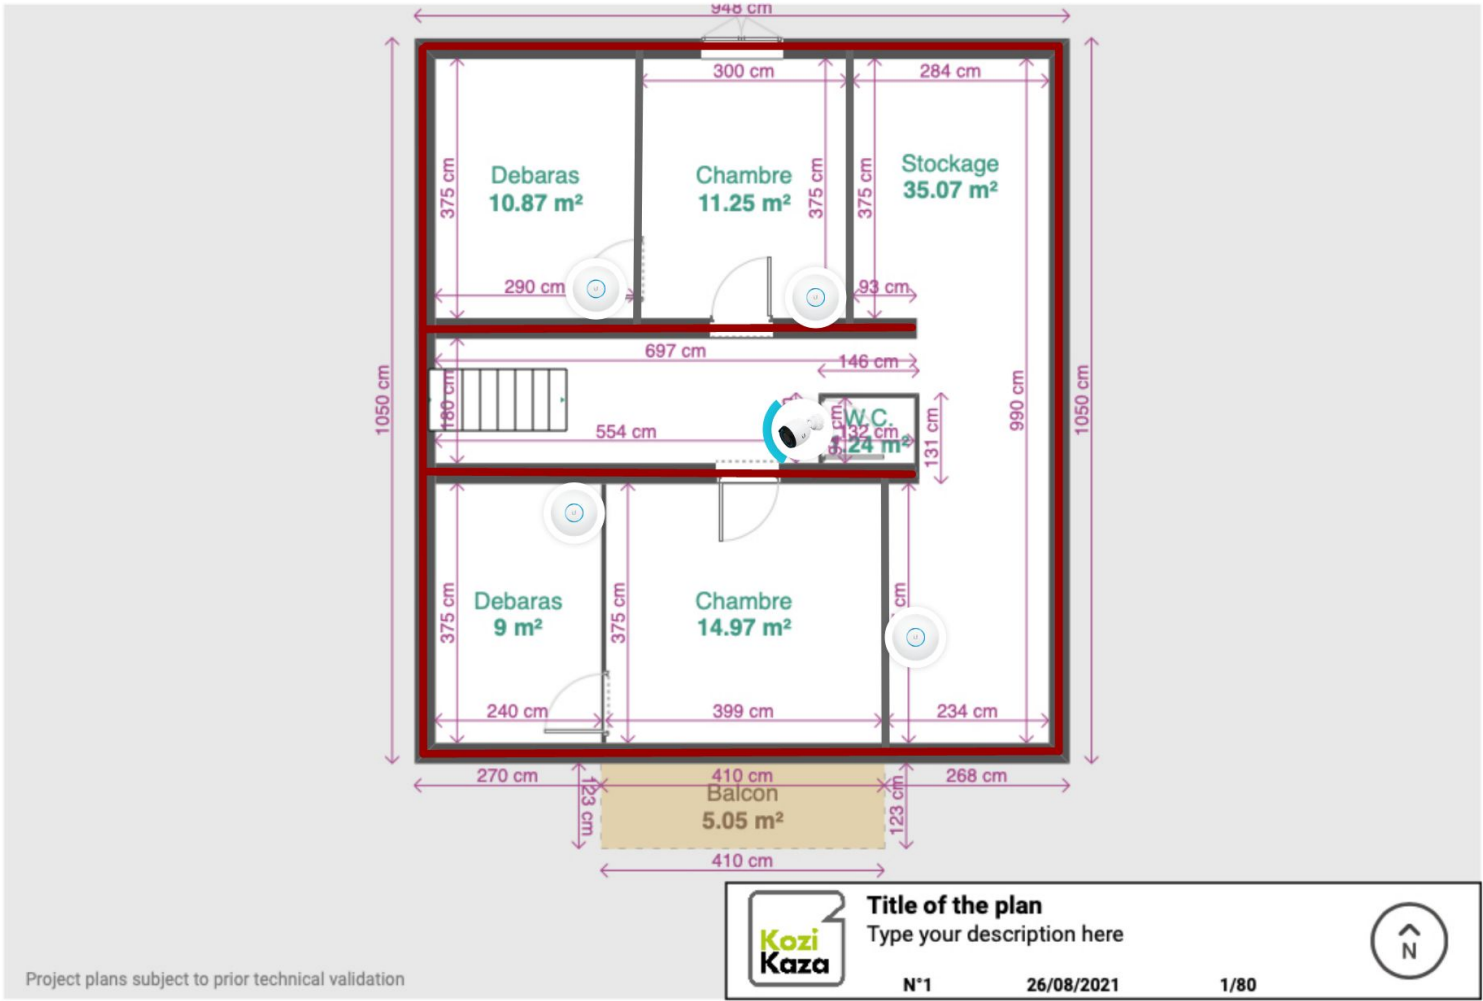 948 cm
300 cm
284 cm
375 cm
375 cm
375 cm
Debaras
10.87 m²
Chambre
11.25 m²
Stockage
35.07 m²
290 cm
93 cm
697 cm
146 cm
1050 cm
180 cm
554 cm
W.C.
132 cm
131 cm
990 cm
1050 cm
375 cm
375 cm
Debaras
9 m²
Chambre
14.97 m²
cm
240 cm
399 cm
234 cm
270 cm
410 cm
268 cm
123 cm
Balcon
5.05 m²
123 cm
410 cm
Kozi
Kaza
Title of the plan
Type your description here
N
N°1
26/08/2021
1/80
Project plans subject to prior technical validation